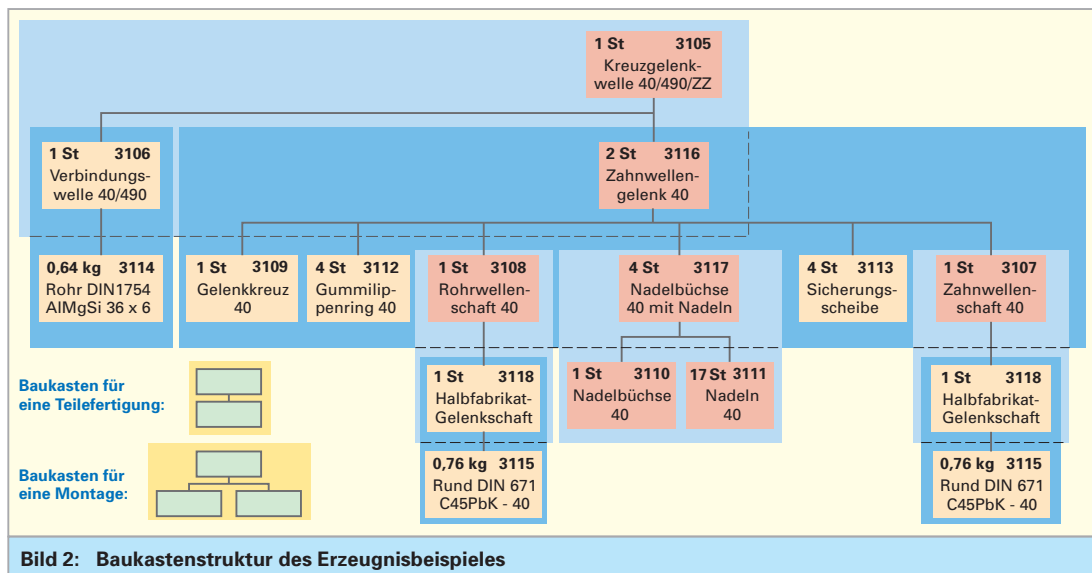 1 St 3105
Kreuzgelenk-
welle 40/490/ZZ
1 St 3106
Verbindungs-
welle 40/490
2 St 3116
Zahnwellen-
gelenk 40
0,64 kg 3114
Rohr DIN1754
AlMgSi 36 x 6
1 St 3109
Gelenkkreuz
40
4 St 3112
Gummilip-
penring 40
1 St 3108
Rohrwellen-
schaft 40
4 St 3117
Nadelbüchse
40 mit Nadeln
4 St 3113
Sicherungs-
scheibe
1 St 3107
Zahnwellen-
schaft 40
Baukasten für
eine Teilefertigung:
1 St 3118
Halbfabrikat-
Gelenkschaft
1 St 3110
Nadelbüchse
40
17 St 3111
Nadeln
40
1 St 3118
Halbfabrikat-
Gelenkschaft
Baukasten für
eine Montage:
0,76 kg 3115
Rund DIN 671
C45PbK - 40
0,76 kg 3115
Rund DIN 671
C45PbK - 40
Bild 2: Baukastenstruktur des Erzeugnisbeispieles